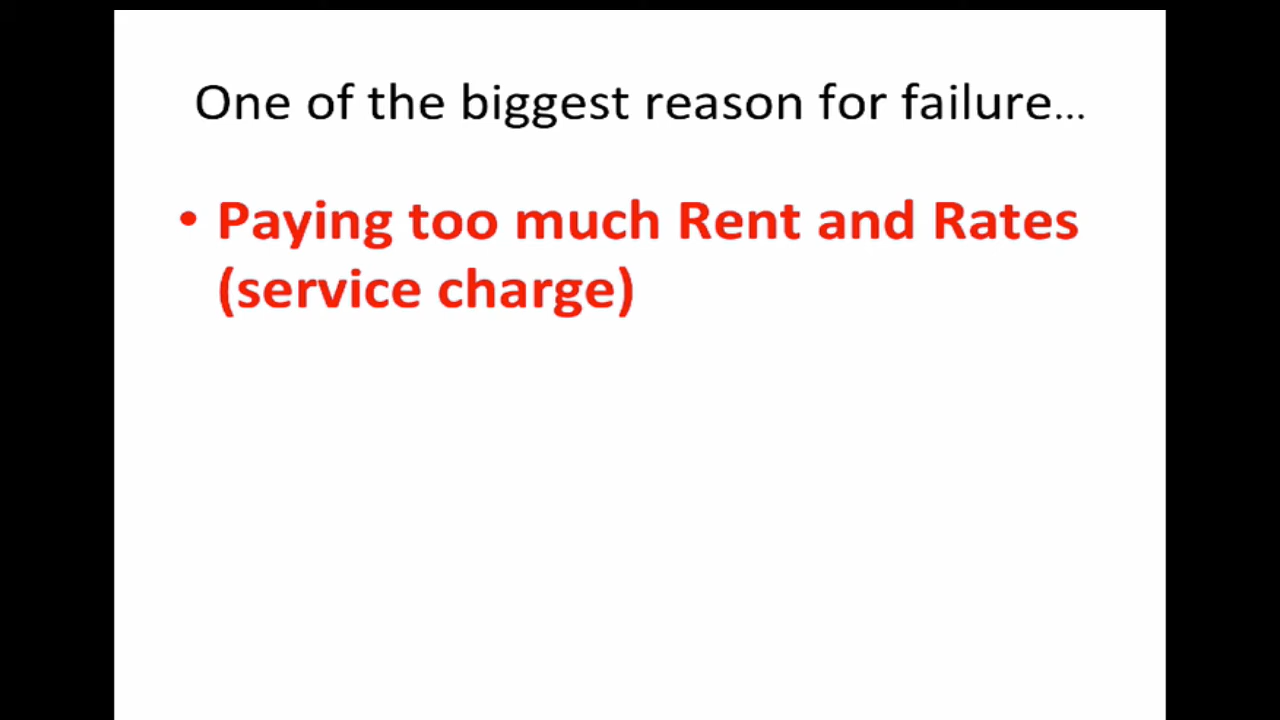 One of the biggest reason for failure...
• Paying too much Rent and Rates
(service charge)